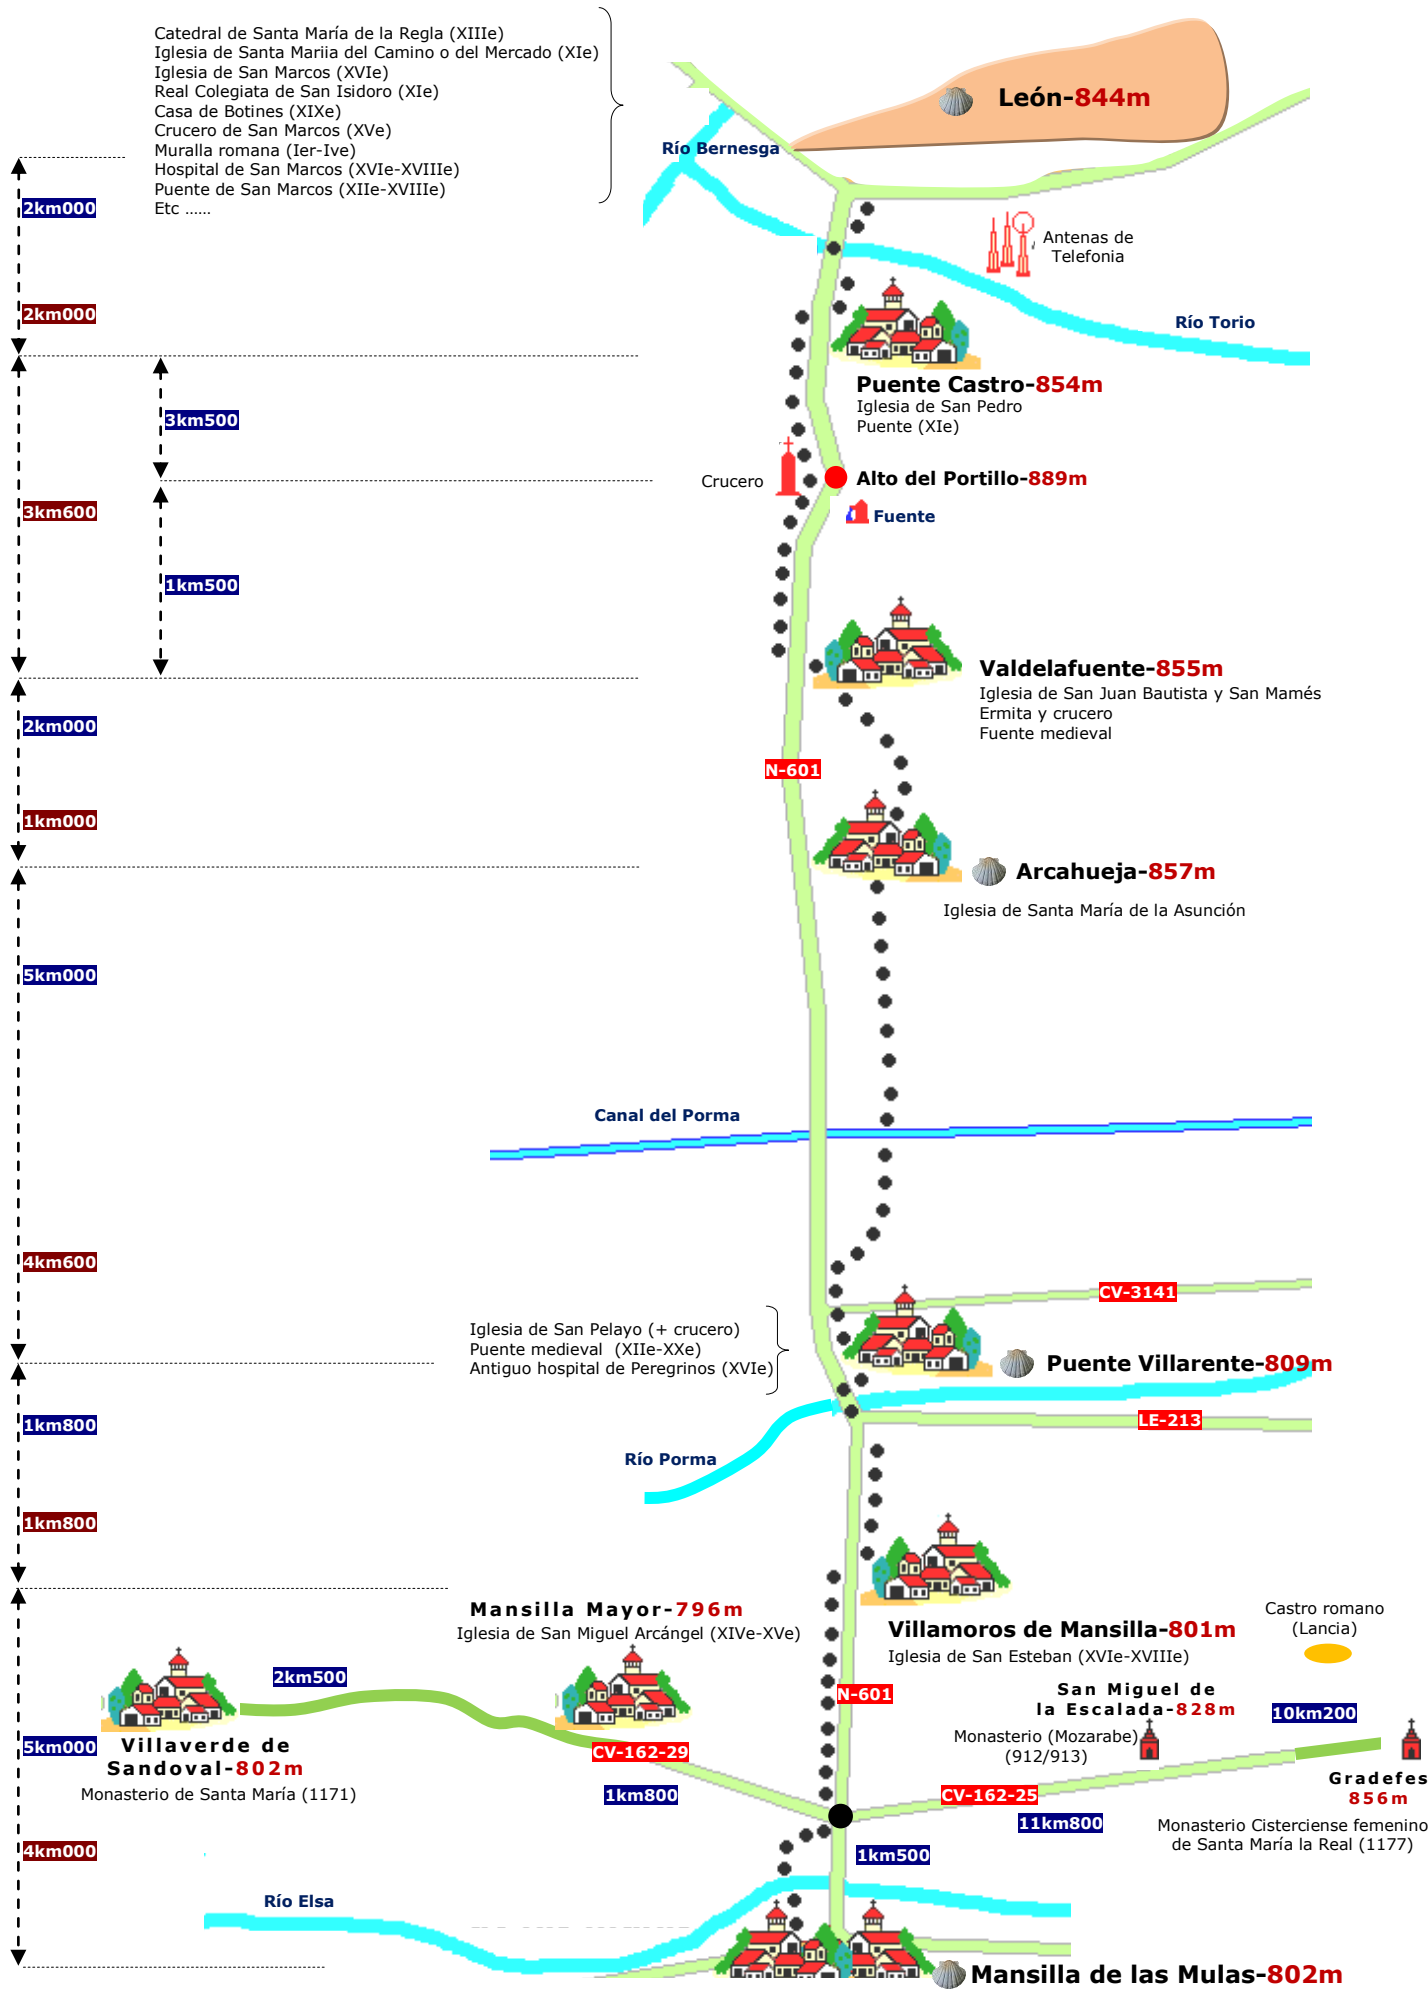 Catedral de Santa María de la Regla (XIIIe)
Iglesia de Santa Mariia del Camino o del Mercado (XIe)
Iglesia de San Marcos (XVIe)
Real Colegiata de San Isidoro (XIe)
Casa de Botines (XIXe)
Crucero de San Marcos (XVe)
Muralla romana (Ier-Ive)
Hospital de San Marcos (XVIe-XVIIIe)
Puente de San Marcos (XIIe-XVIIIe)
Etc ......
León-844m
Río Bernesga
2km000
Antenas de
Telefonia
2km000
Río Torio
Puente Castro-854m
Iglesia de San Pedro
Puente (XIe)
3km500
Crucero
Alto del Portillo-889m
Fuente
3km600
1km500
Valdelafuente-855m
Iglesia de San Juan Bautista y San Mamés
Ermita y crucero
Fuente medieval
2km000
N-601
1km000
Arcahueja-857m
Iglesia de Santa María de la Asunción
5km000
Canal del Porma
4km600
CV-3141
Iglesia de San Pelayo (+ crucero)
Puente medieval (XIIe-XXe)
Antiguo hospital de Peregrinos (XVIe)
Puente Villarente-809m
1km800
LE-213
Río Porma
1km800
Mansilla Mayor-796m
Iglesia de San Miguel Arcángel (XIVe-XVe)
Villamoros de Mansilla-801m
Iglesia de San Esteban (XVIe-XVIIIe)
Castro romano
(Lancia)
2km500
N-601
San Miguel de
la Escalada-828m
Monasterio (Mozarabe)
(912/913)
10km200
5km000
Villaverde de
Sandoval-802m
Monasterio de Santa María (1171)
CV-162-29
1km800
CV-162-25
11km800
Gradefes
856m
Monasterio Cisterciense femenino
de Santa María la Real (1177)
4km000
1km500
Río Elsa
Mansilla de las Mulas-802m